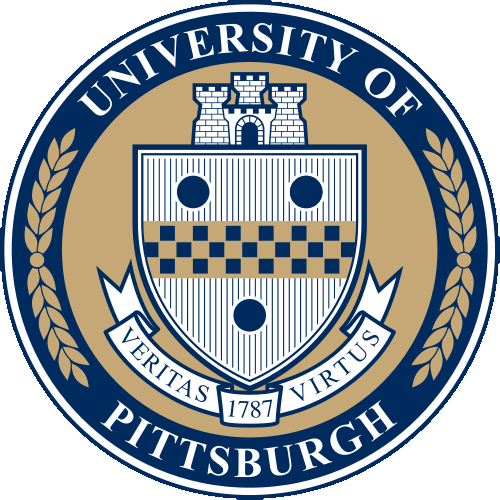 UNIVERSITY OF
PITTSBURGH
VERITAS
1787
VIRTUS